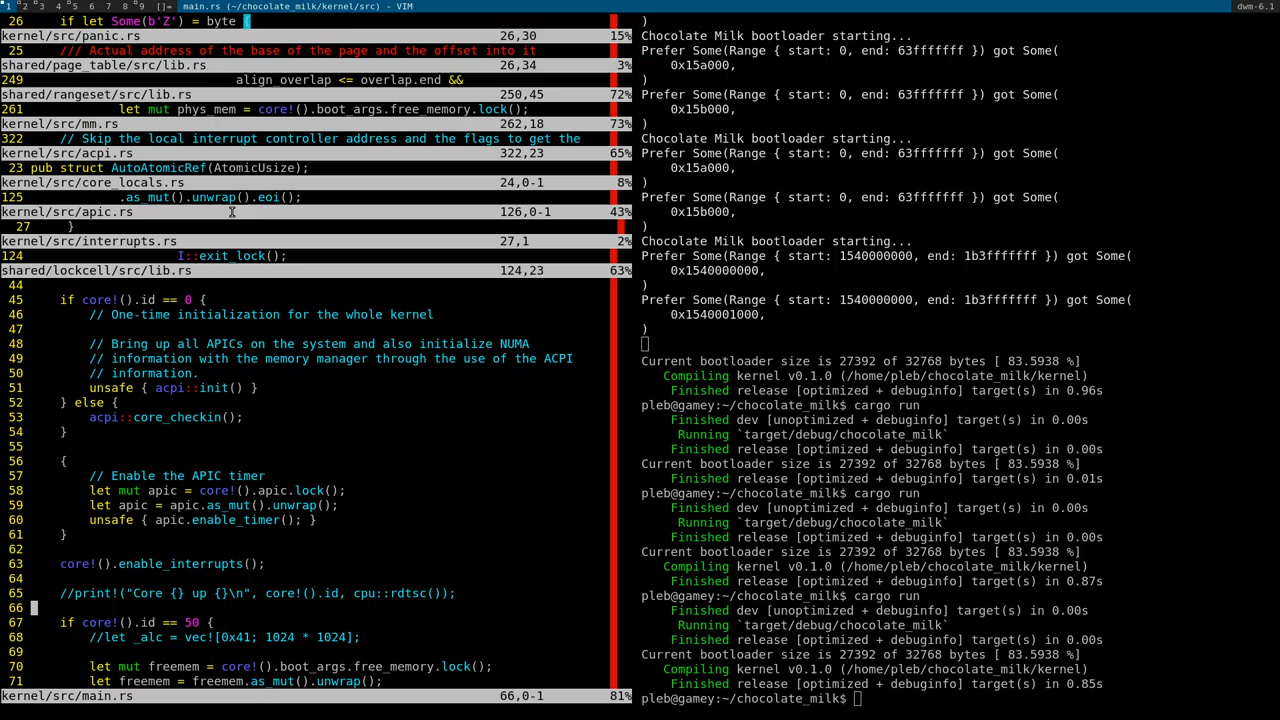 1 2 3 4 5 6 7 8 9 []= main.rs (~/chocolate_milk/kernel/src) - VIM dwm-6.1
26 if let Some(b'Z') = byte {
kernel/src/panic.rs 26,30 15%
25 /// Actual address of the base of the page and the offset into it
shared/page_table/src/lib.rs 26,34 3%
249 align_overlap <= overlap.end &&
shared/rangeset/src/lib.rs 250,45 72%
261 let mut phys_mem = core!().boot_args.free_memory.lock();
kernel/src/mm.rs 262,18 73%
322 // Skip the local interrupt controller address and the flags to get the
kernel/src/acpi.rs 322,23 65%
23 pub struct AutoAtomicRef(AtomicUsize);
kernel/src/core_locals.rs 24,0-1 8%
125 .as_mut().unwrap().eoi();
kernel/src/apic.rs 126,0-1 43%
27 }
kernel/src/interrupts.rs 27,1 2%
124 I::exit_lock();
shared/lockcell/src/lib.rs 124,23 63%
44
45 if core!().id == 0 {
46 // One-time initialization for the whole kernel
47
48 // Bring up all APICs on the system and also initialize NUMA
49 // information with the memory manager through the use of the ACPI
50 // information.
51 unsafe { acpi::init() }
52 } else {
53 acpi::core_checkin();
54 }
55
56 {
57 // Enable the APIC timer
58 let mut apic = core!().apic.lock();
59 let apic = apic.as_mut().unwrap();
60 unsafe { apic.enable_timer(); }
61 }
62
63 core!().enable_interrupts();
64
65 //print!("Core {} up {}\n", core!().id, cpu::rdtsc());
66
67 if core!().id == 50 {
68 //let _alc = vec![0x41; 1024 * 1024];
69
70 let mut freemem = core!().boot_args.free_memory.lock();
71 let freemem = freemem.as_mut().unwrap();
kernel/src/main.rs 66,0-1 81%
)
Chocolate Milk bootloader starting...
Prefer Some(Range { start: 0, end: 63fffffff }) got Some(
0x15a000,
)
Prefer Some(Range { start: 0, end: 63fffffff }) got Some(
0x15b000,
)
Chocolate Milk bootloader starting...
Prefer Some(Range { start: 0, end: 63fffffff }) got Some(
0x15a000,
)
Prefer Some(Range { start: 0, end: 63fffffff }) got Some(
0x15b000,
)
Chocolate Milk bootloader starting...
Prefer Some(Range { start: 1540000000, end: 1b3fffffff }) got Some(
0x1540000000,
)
Prefer Some(Range { start: 1540000000, end: 1b3fffffff }) got Some(
0x1540001000,
)
Current bootloader size is 27392 of 32768 bytes [ 83.5938 %]
Compiling kernel v0.1.0 (/home/pleb/chocolate_milk/kernel)
Finished release [optimized + debuginfo] target(s) in 0.96s
pleb@gamey:~/chocolate_milk$ cargo run
Finished dev [unoptimized + debuginfo] target(s) in 0.00s
Running `target/debug/chocolate_milk`
Finished release [optimized + debuginfo] target(s) in 0.00s
Current bootloader size is 27392 of 32768 bytes [ 83.5938 %]
Finished release [optimized + debuginfo] target(s) in 0.01s
pleb@gamey:~/chocolate_milk$ cargo run
Finished dev [unoptimized + debuginfo] target(s) in 0.00s
Running `target/debug/chocolate_milk`
Finished release [optimized + debuginfo] target(s) in 0.00s
Current bootloader size is 27392 of 32768 bytes [ 83.5938 %]
Compiling kernel v0.1.0 (/home/pleb/chocolate_milk/kernel)
Finished release [optimized + debuginfo] target(s) in 0.87s
pleb@gamey:~/chocolate_milk$ cargo run
Finished dev [unoptimized + debuginfo] target(s) in 0.00s
Running `target/debug/chocolate_milk`
Finished release [optimized + debuginfo] target(s) in 0.00s
Current bootloader size is 27392 of 32768 bytes [ 83.5938 %]
Compiling kernel v0.1.0 (/home/pleb/chocolate_milk/kernel)
Finished release [optimized + debuginfo] target(s) in 0.85s
pleb@gamey:~/chocolate_milk$